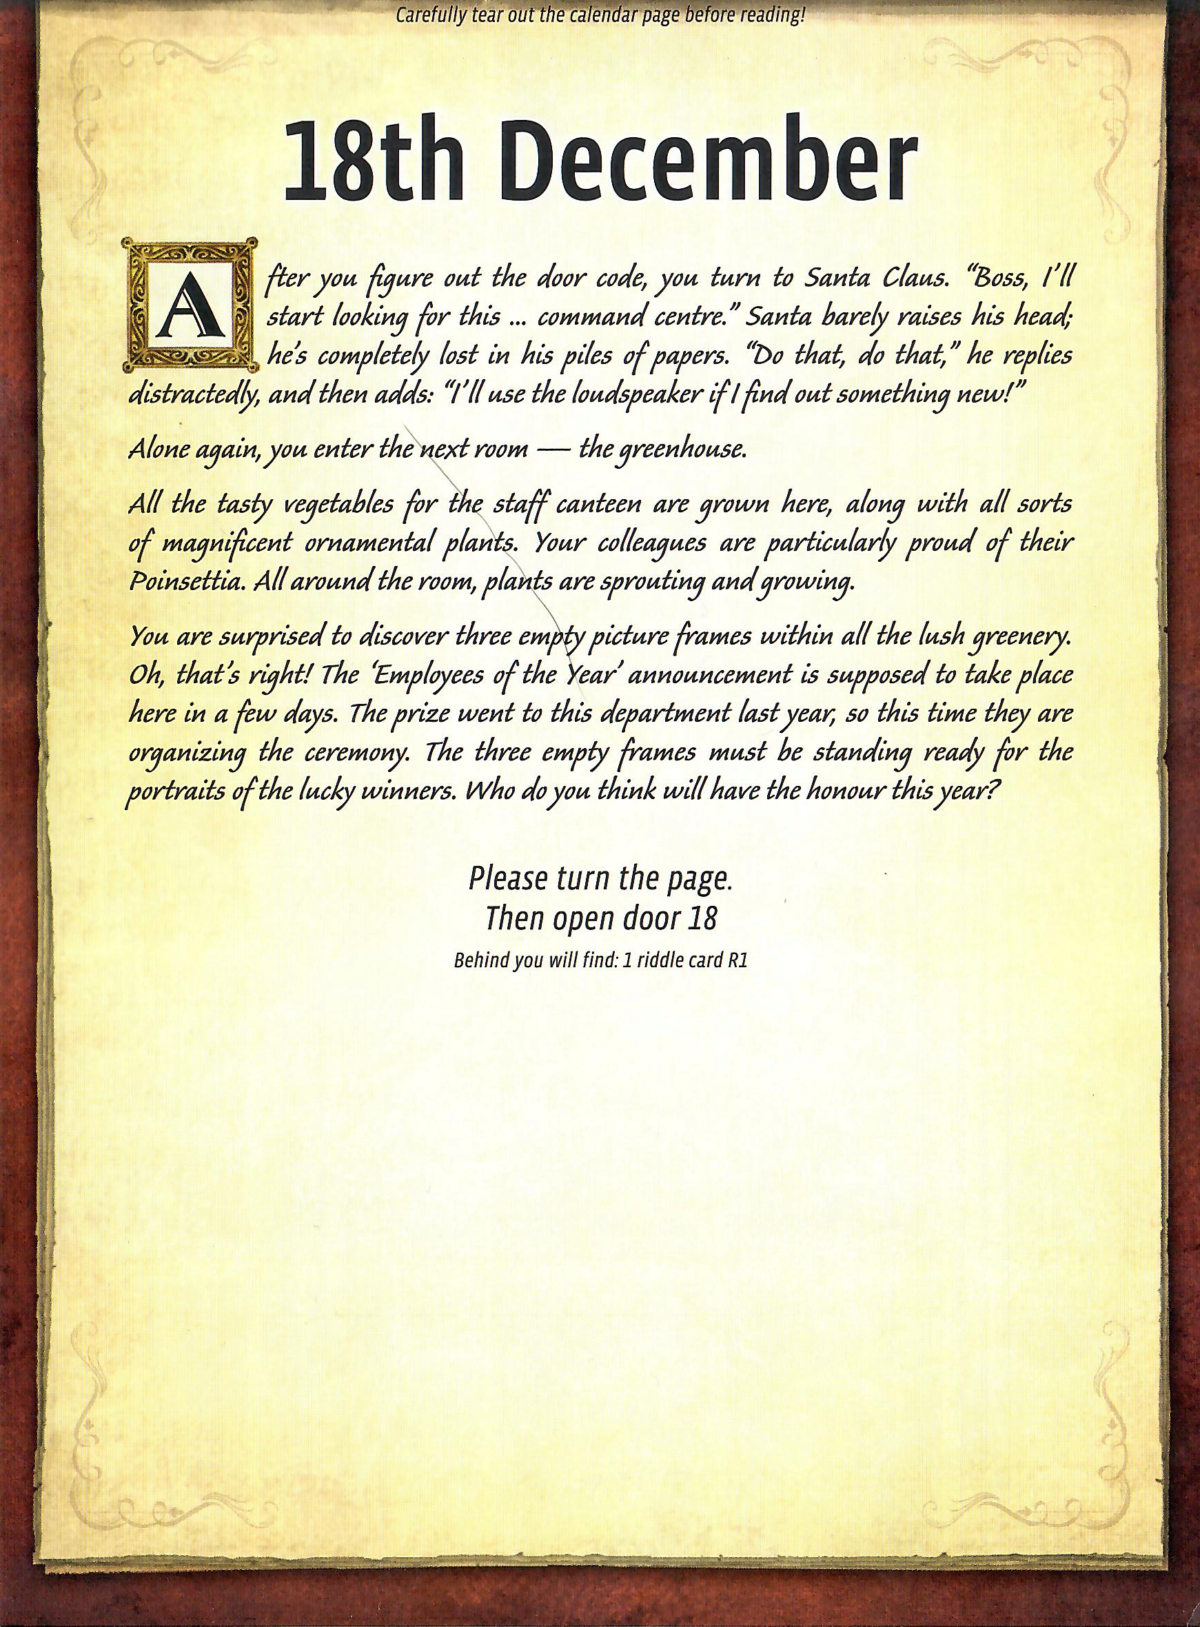 Carefully tear out the calendar page before reading!
18th December
After you figure out the door code, you turn to Santa Claus. “Boss, I’ll
start looking for this ... command centre.” Santa barely raises his head;
he’s completely lost in his piles of papers. “Do that, do that,” he replies
distractedly, and then adds: “I’ll use the loudspeaker if I find out something new!”
Alone again, you enter the next room — the greenhouse.
All the tasty vegetables for the staff canteen are grown here, along with all sorts
of magnificent ornamental plants. Your colleagues are particularly proud of their
Poinsettia. All around the room, plants are sprouting and growing.
You are surprised to discover three empty picture frames within all the lush greenery.
Oh, that’s right! The ‘Employees of the Year’ announcement is supposed to take place
here in a few days. The prize went to this department last year, so this time they are
organizing the ceremony. The three empty frames must be standing ready for the
portraits of the lucky winners. Who do you think will have the honour this year?
Please turn the page.
Then open door 18
Behind you will find: 1 riddle card R1